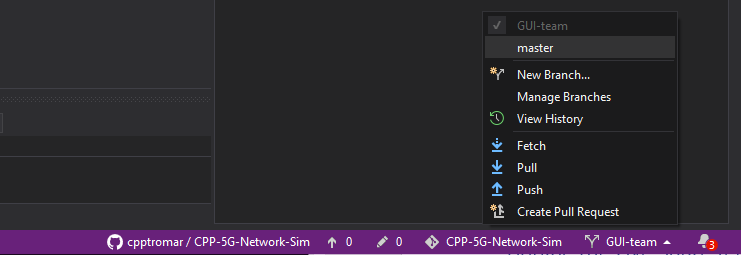 GUI-team
master
New Branch...
Manage Branches
View History
Fetch
Pull
Push
Create Pull Request
cpptromar / CPP-5G-Network-Sim 0 0 CPP-5G-Network-Sim GUI-team 3